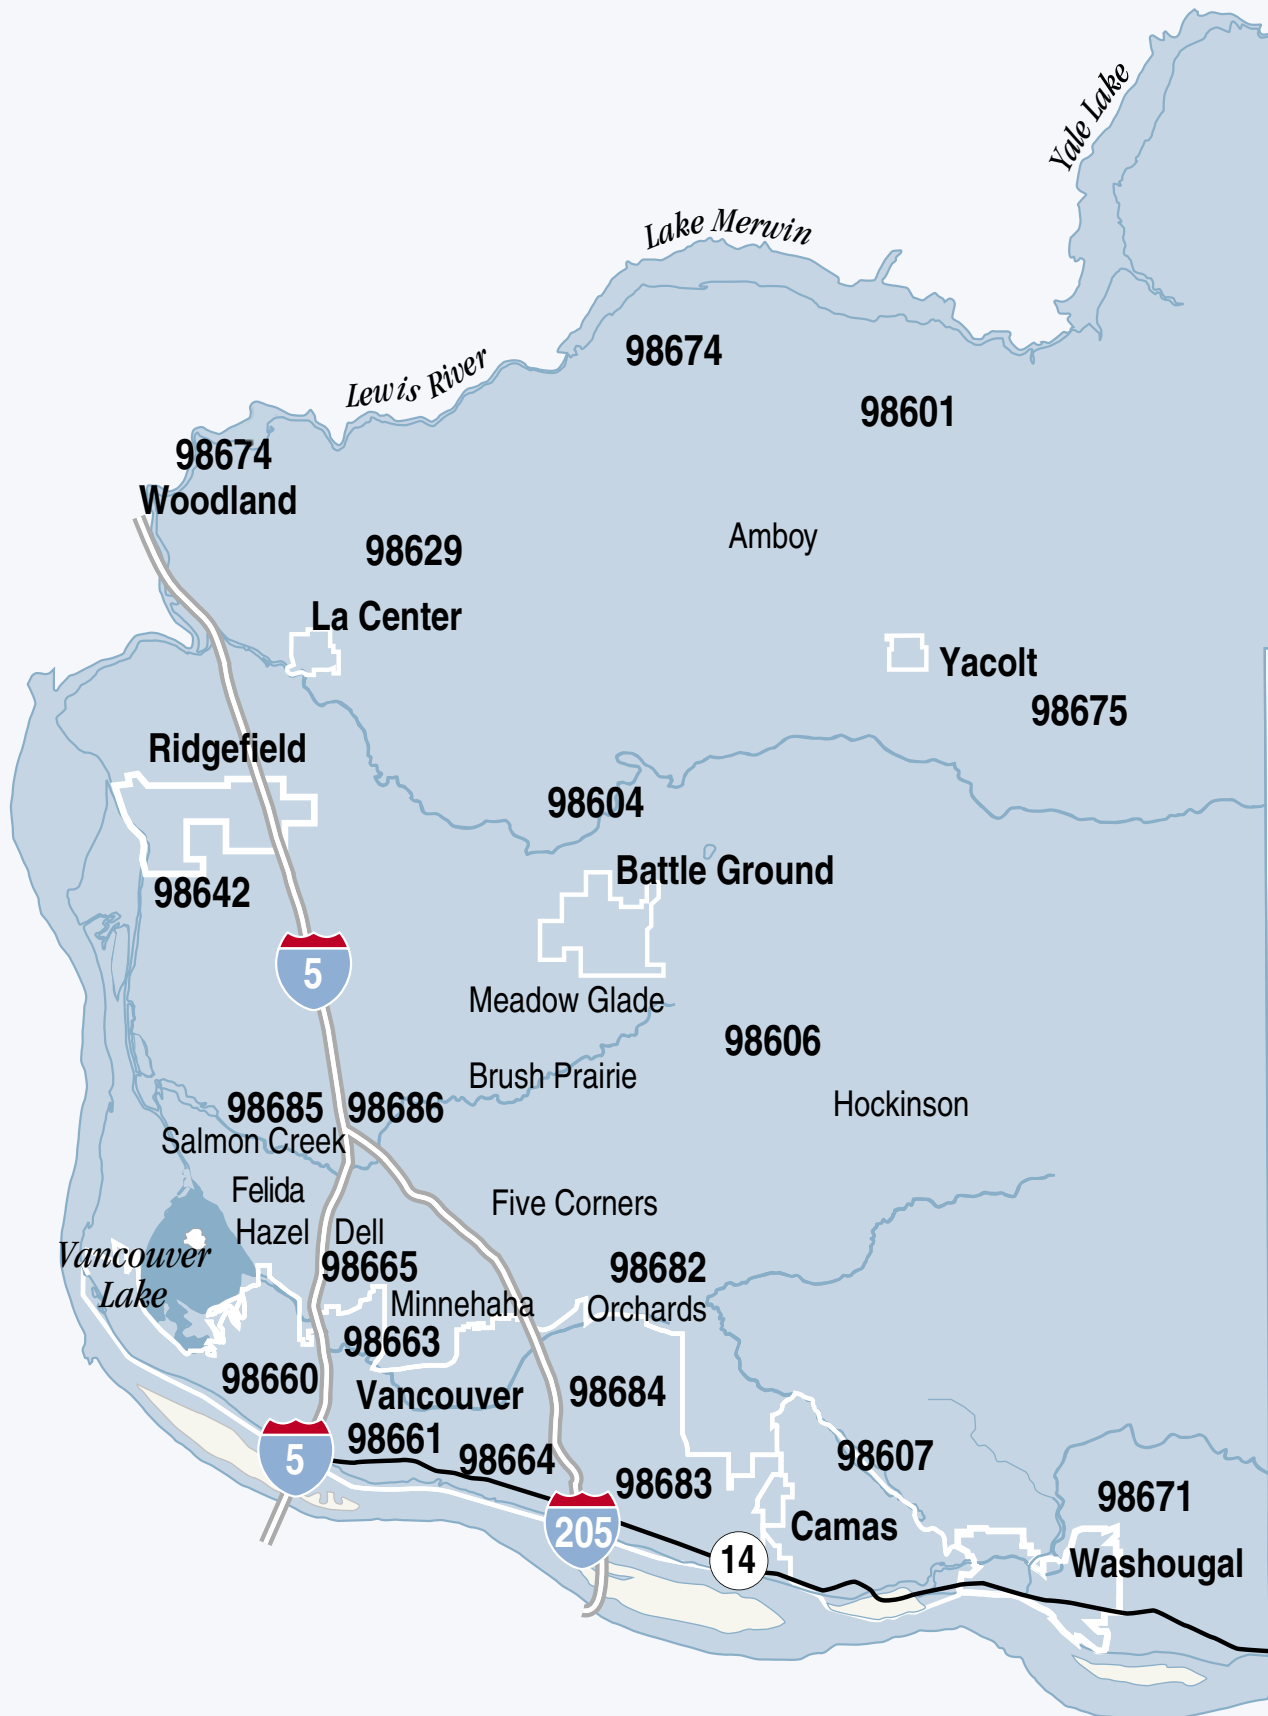 Yale Lake
Lake Merwin
98674
Lewis River
98601
98674
Woodland
Amboy
98629
La Center
Yacolt
98675
Ridgefield
98604
Battle Ground
98642
5
Meadow Glade
98606
Brush Prairie
98685 98686
Hockinson
Salmon Creek
Felida
Five Corners
Hazel Dell
Vancouver
Lake
98665
98682
Minnehaha
Orchards
98663
98660
Vancouver
98684
98661
5
98664
98607
98683
98671
Camas
205
14
Washougal